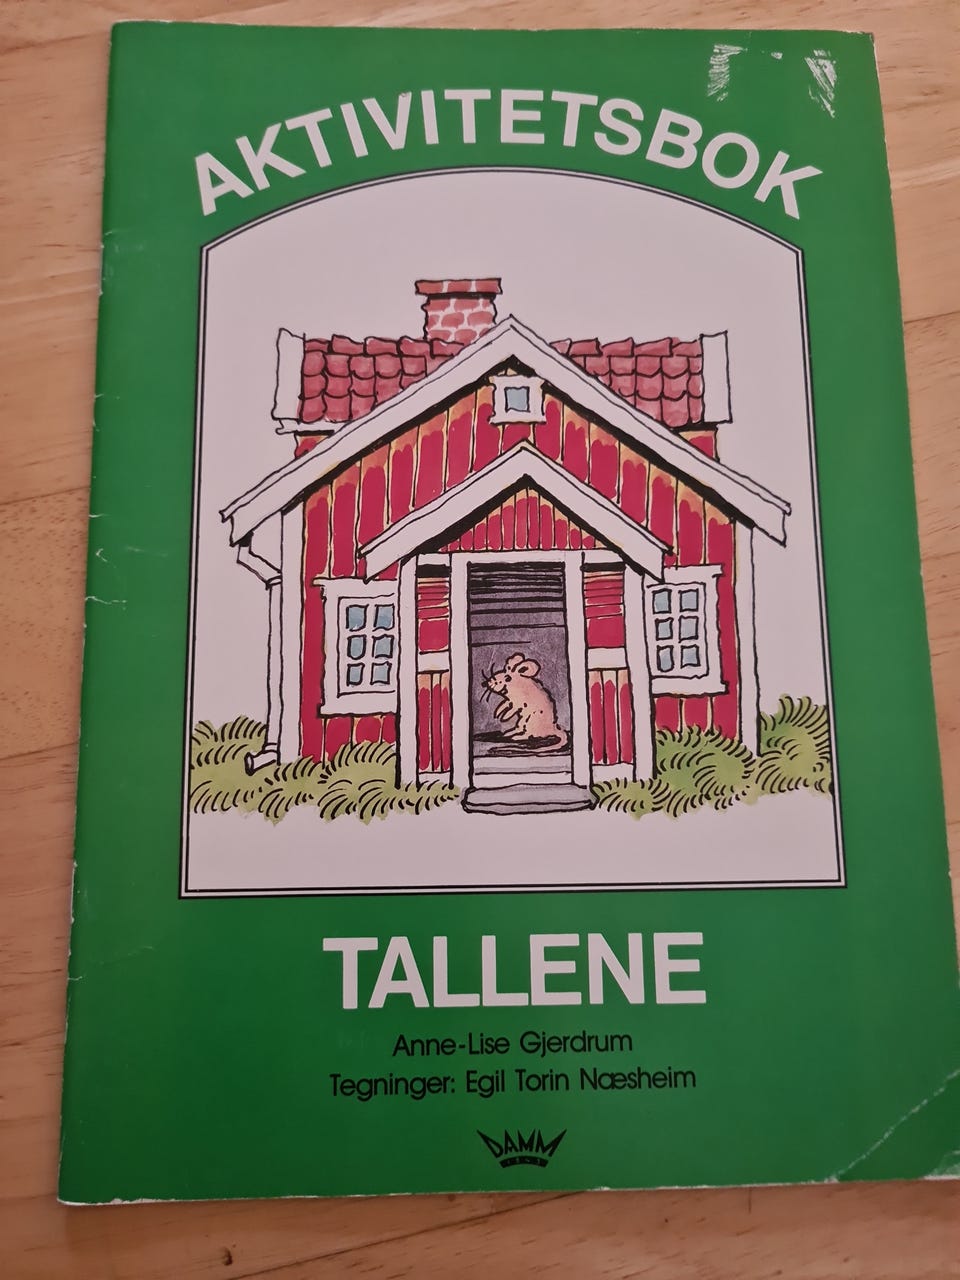 AKTIVITETSBOK
TALLENE
Anne-Lise Gjerdrum
Tegninger: Egil Torin Næsheim
DAMM